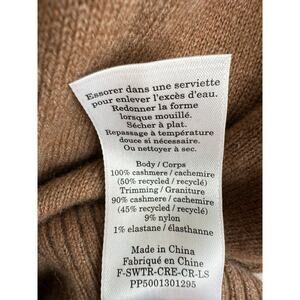 Essorer dans une serviette
pour enlever l'excès d'eau.
Redonner la forme
lorsque mouillé.
Sécher à plat.
Repassage à température
douce si nécessaire.
Ou nettoyer à sec.
Body / Corps
100% cashmere / cachemire
(50% recycled / recyclé)
Trimming / Graniture
90% cashmere / cachemire
(45% recycled / recyclé)
9% nylon
1% elastane / élasthanne
Made in China
Fabriqué en Chine
F-SWTR-CRE-CR-LS
PP5001301295